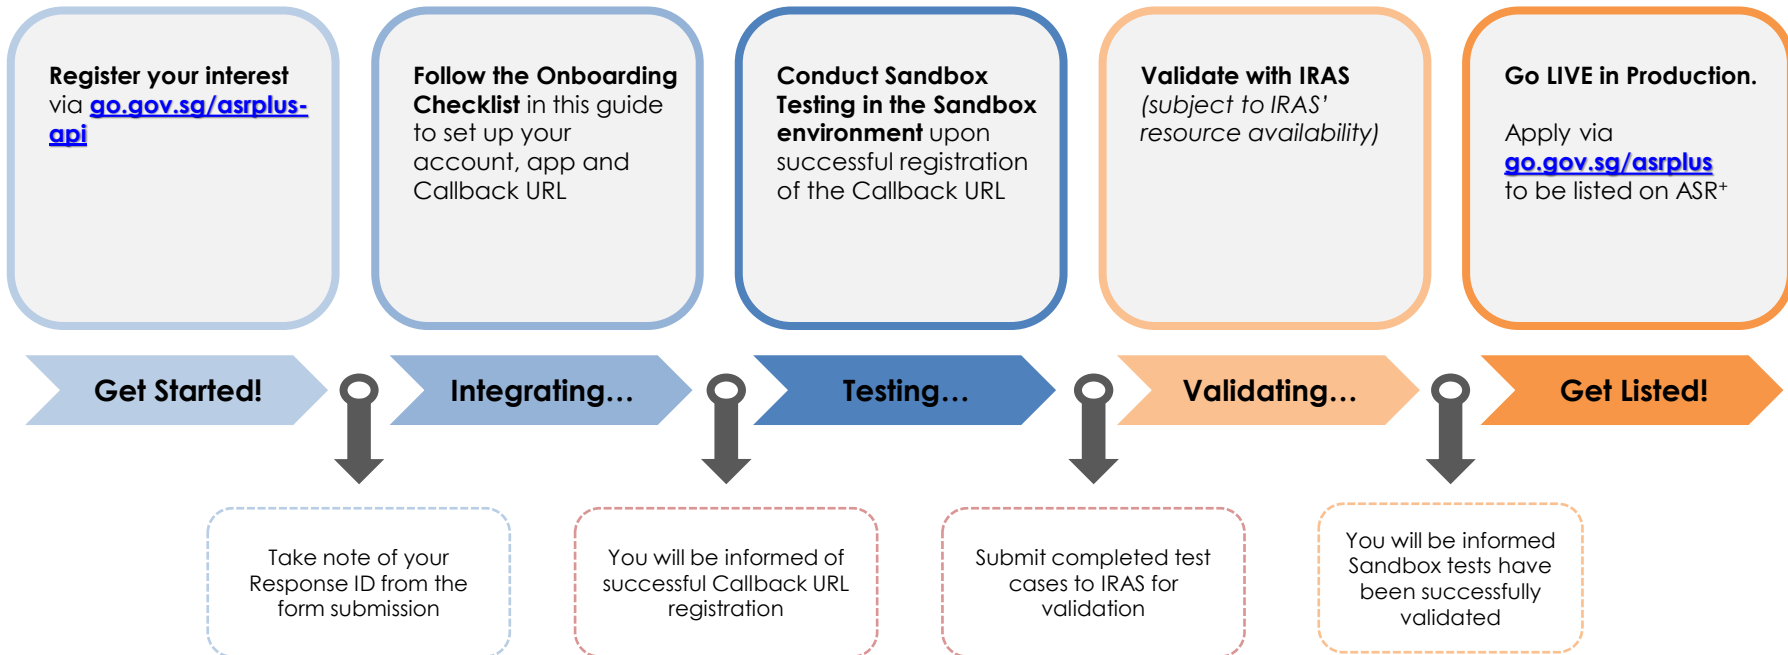 Register your interest
via go.gov.sg/asrplus-
api
Follow the Onboarding
Checklist in this guide
to set up your
account, app and
Callback URL
Conduct Sandbox
Testing in the Sandbox
environment upon
successful registration
of the Callback URL
Validate with IRAS
(subject to IRAS’
resource availability)
Go LIVE in Production.
Apply via
go.gov.sg/asrplus
to be listed on ASR⁺
Get Started!
Integrating…
Testing…
Validating…
Get Listed!
Take note of your
Response ID from the
form submission
You will be informed of
successful Callback URL
registration
Submit completed test
cases to IRAS for
validation
You will be informed
Sandbox tests have
been successfully
validated